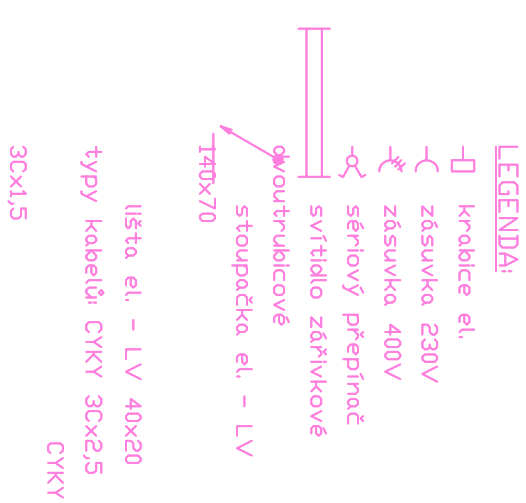 LEGENDA:
krabice el.
zásuvka 230V
zásuvka 400V
sériový přepínač
svítidlo zářivkové
dvoutrubicové
stoupačka el. - LV
140x70
lišta el. - LV 40x20
typy kabelů: CYKY 3Cx2,5
CYKY
3Cx1,5